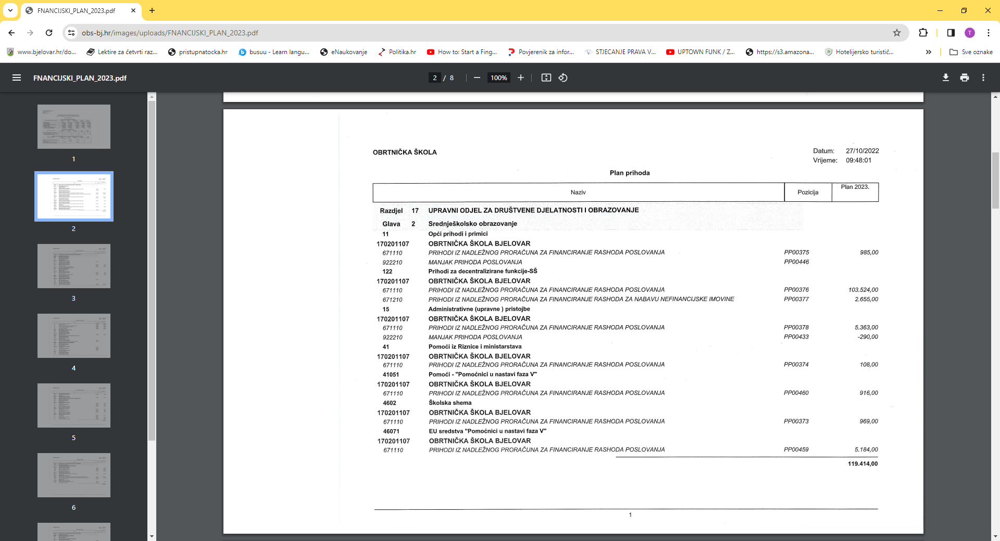 FNANCIJSKI_PLAN_2023.pdf
obs-bj.hr/images/uploads/FNANCIJSKI_PLAN_2023.pdf
T
www.bjelovar.hr/do... Lektire za četvrti raz... pristupnatocka.hr busuu - Learn langu... eNaukovanje Politika.hr How to: Start a Fing... Povjerenik za infor... STJECANJE PRAVA V... UPTOWN FUNK / Z... https://s3.amazona... Hotelijersko turistič... Sve oznake
FNANCIJSKI_PLAN_2023.pdf 2 / 8 100%
1
2
3
4
5
6
OBRTNIČKA ŠKOLA Datum: 27/10/2022
Vrijeme: 09:48:01
Plan prihoda
Naziv Pozicija Plan 2023.
Razdjel 17 UPRAVNI ODJEL ZA DRUŠTVENE DJELATNOSTI I OBRAZOVANJE
Glava 2 Srednješkolsko obrazovanje
11 Opći prihodi i primici
170201107 OBRTNIČKA ŠKOLA BJELOVAR
671110 PRIHODI IZ NADLEŽNOG PRORAČUNA ZA FINANCIRANJE RASHODA POSLOVANJA PP00375 985,00
922210 MANJAK PRIHODA POSLOVANJA PP00446
122 Prihodi za decentralizirane funkcije-SŠ
170201107 OBRTNIČKA ŠKOLA BJELOVAR
671110 PRIHODI IZ NADLEŽNOG PRORAČUNA ZA FINANCIRANJE RASHODA POSLOVANJA PP00376 103.524,00
671210 PRIHODI IZ NADLEŽNOG PRORAČUNA ZA FINANCIRANJE RASHODA ZA NABAVU NEFINANCIJSKE IMOVINE PP00377 2.655,00
15 Administrativne (upravne ) pristojbe
170201107 OBRTNIČKA ŠKOLA BJELOVAR
671110 PRIHODI IZ NADLEŽNOG PRORAČUNA ZA FINANCIRANJE RASHODA POSLOVANJA PP00378 5.363,00
922210 MANJAK PRIHODA POSLOVANJA PP00433 -290,00
41 Pomoći iz Riznice i ministarstava
170201107 OBRTNIČKA ŠKOLA BJELOVAR
671110 PRIHODI IZ NADLEŽNOG PRORAČUNA ZA FINANCIRANJE RASHODA POSLOVANJA PP00374 108,00
41051 Pomoći - "Pomoćnici u nastavi faza V"
170201107 OBRTNIČKA ŠKOLA BJELOVAR
671110 PRIHODI IZ NADLEŽNOG PRORAČUNA ZA FINANCIRANJE RASHODA POSLOVANJA PP00460 916,00
4602 Školska shema
170201107 OBRTNIČKA ŠKOLA BJELOVAR
671110 PRIHODI IZ NADLEŽNOG PRORAČUNA ZA FINANCIRANJE RASHODA POSLOVANJA PP00373 969,00
46071 EU sredstva "Pomoćnici u nastavi faza V"
170201107 OBRTNIČKA ŠKOLA BJELOVAR
671110 PRIHODI IZ NADLEŽNOG PRORAČUNA ZA FINANCIRANJE RASHODA POSLOVANJA PP00459 5.184,00
119.414,00
1